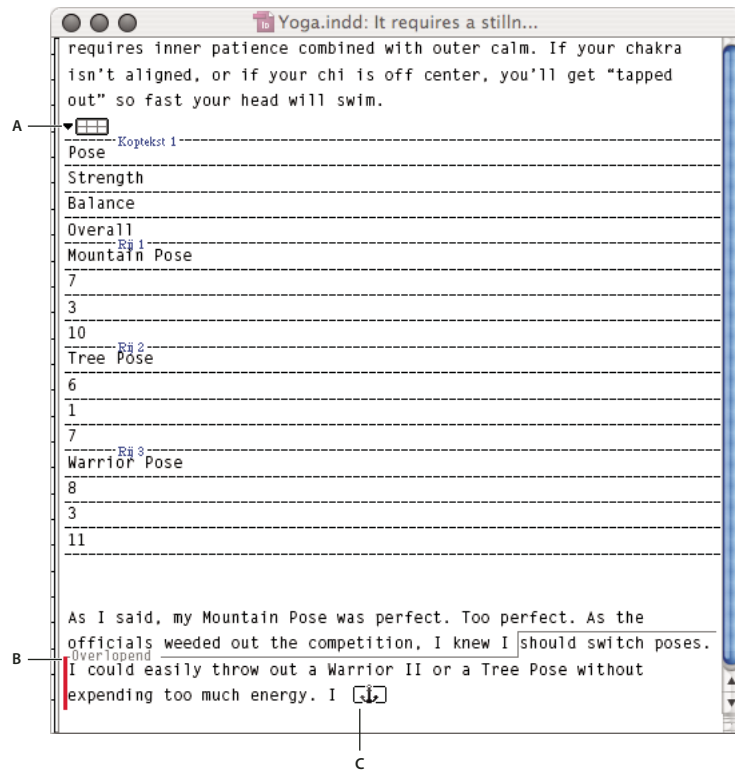 Yoga.indd: It requires a stilln...
requires inner patience combined with outer calm. If your chakra
isn't aligned, or if your chi is off center, you'll get “tapped
out” so fast your head will swim.
A
Koptekst 1
Pose
Strength
Balance
Overall
Rij 1
Mountain Pose
7
3
10
Rij 2
Tree Pose
6
1
7
Rij 3
Warrior Pose
8
3
11
As I said, my Mountain Pose was perfect. Too perfect. As the
officials weeded out the competition, I knew I should switch poses.
B
Overlopend
I could easily throw out a Warrior II or a Tree Pose without
expending too much energy. I
C